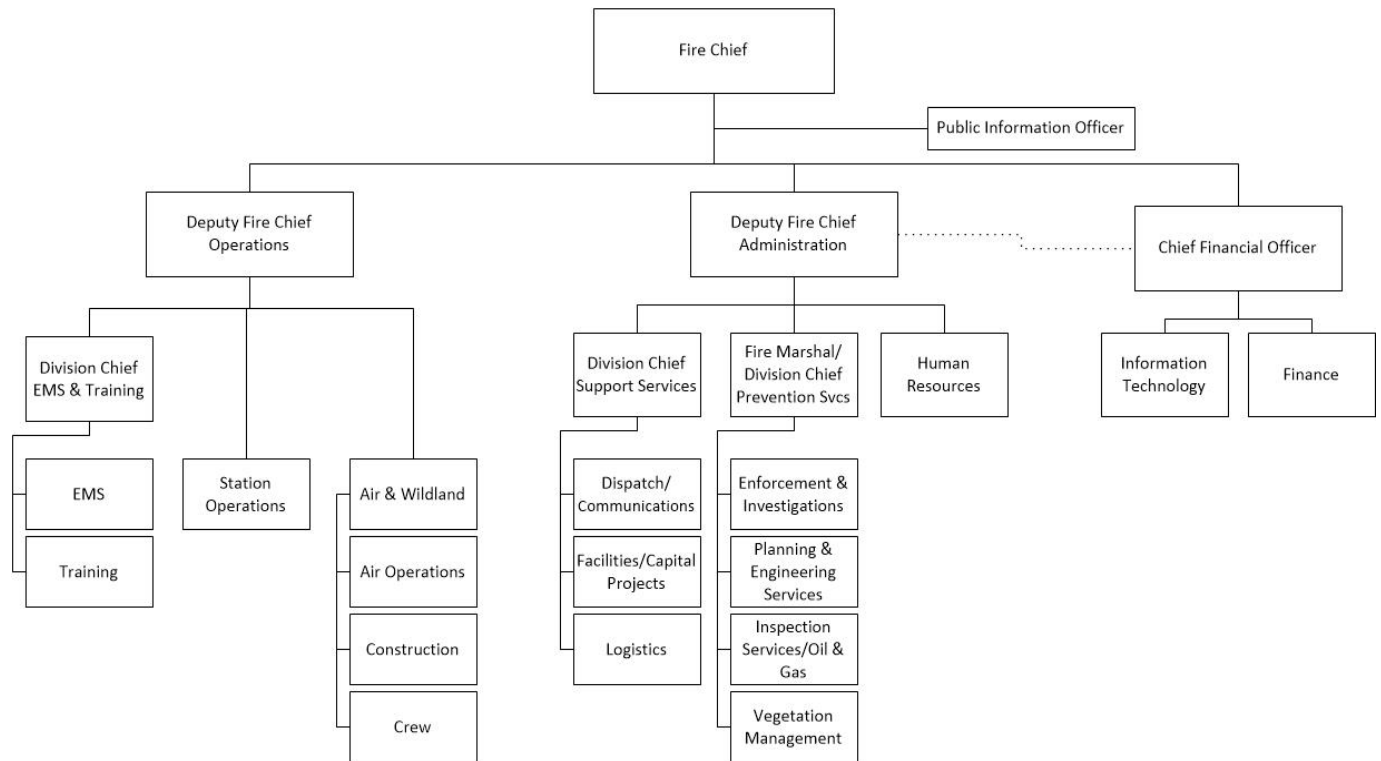 Fire Chief
Public Information Officer
Deputy Fire Chief
Operations
Deputy Fire Chief
Administration
Chief Financial Officer
Division Chief
EMS & Training
Division Chief
Support Services
Fire Marshal/
Division Chief
Prevention Svcs
Human
Resources
Information
Technology
Finance
EMS
Station
Operations
Air & Wildland
Dispatch/
Communications
Enforcement &
Investigations
Training
Air Operations
Facilities/Capital
Projects
Planning &
Engineering
Services
Construction
Logistics
Inspection
Services/Oil &
Gas
Crew
Vegetation
Management